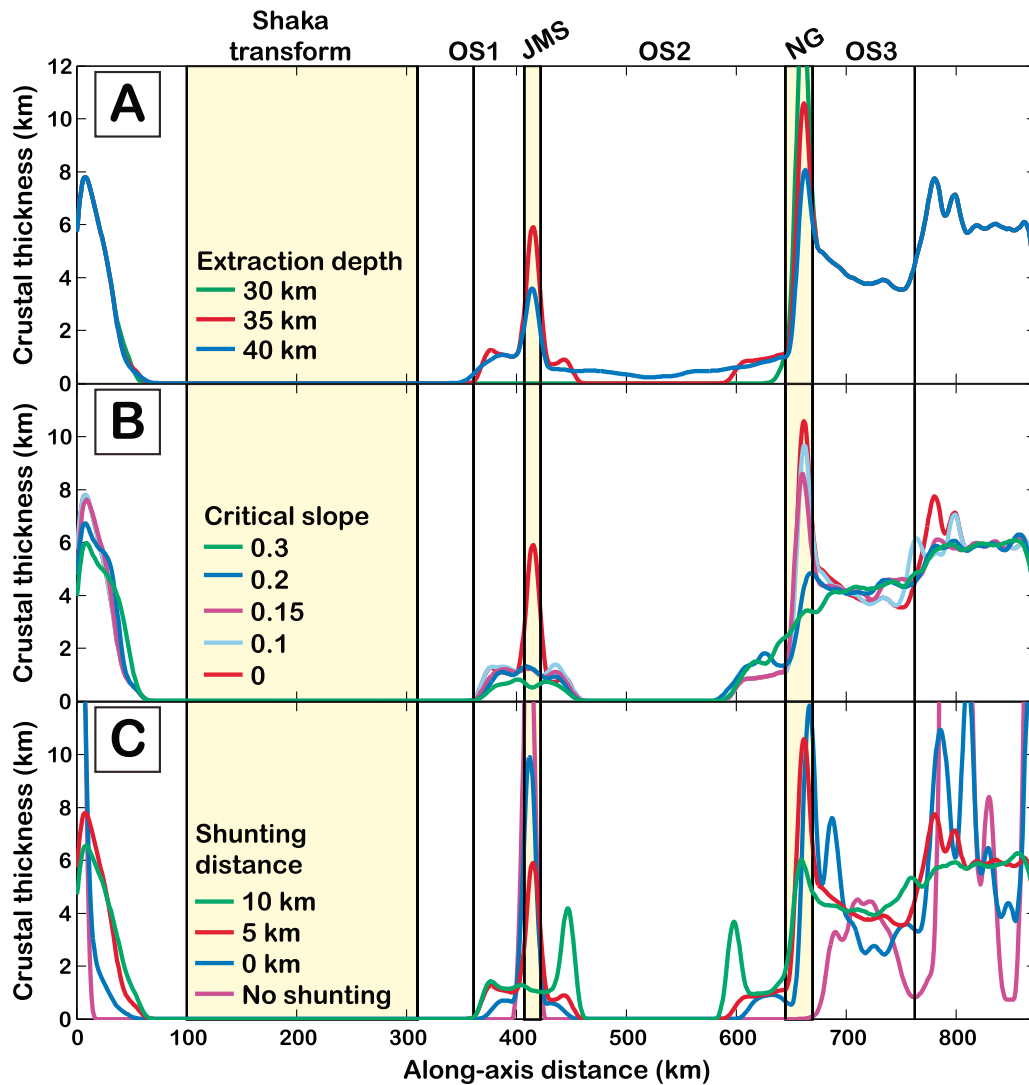 Shaka
transform
OS1
JMS
OS2
NG
OS3
A
Crustal thickness (km)
12
10
8
6
4
2
0
Extraction depth
30 km
35 km
40 km
B
Crustal thickness (km)
10
8
6
4
2
0
Critical slope
0.3
0.2
0.15
0.1
0
C
Crustal thickness (km)
10
8
6
4
2
0
Shunting
distance
10 km
5 km
0 km
No shunting
0 100 200 300 400 500 600 700 800
Along-axis distance (km)